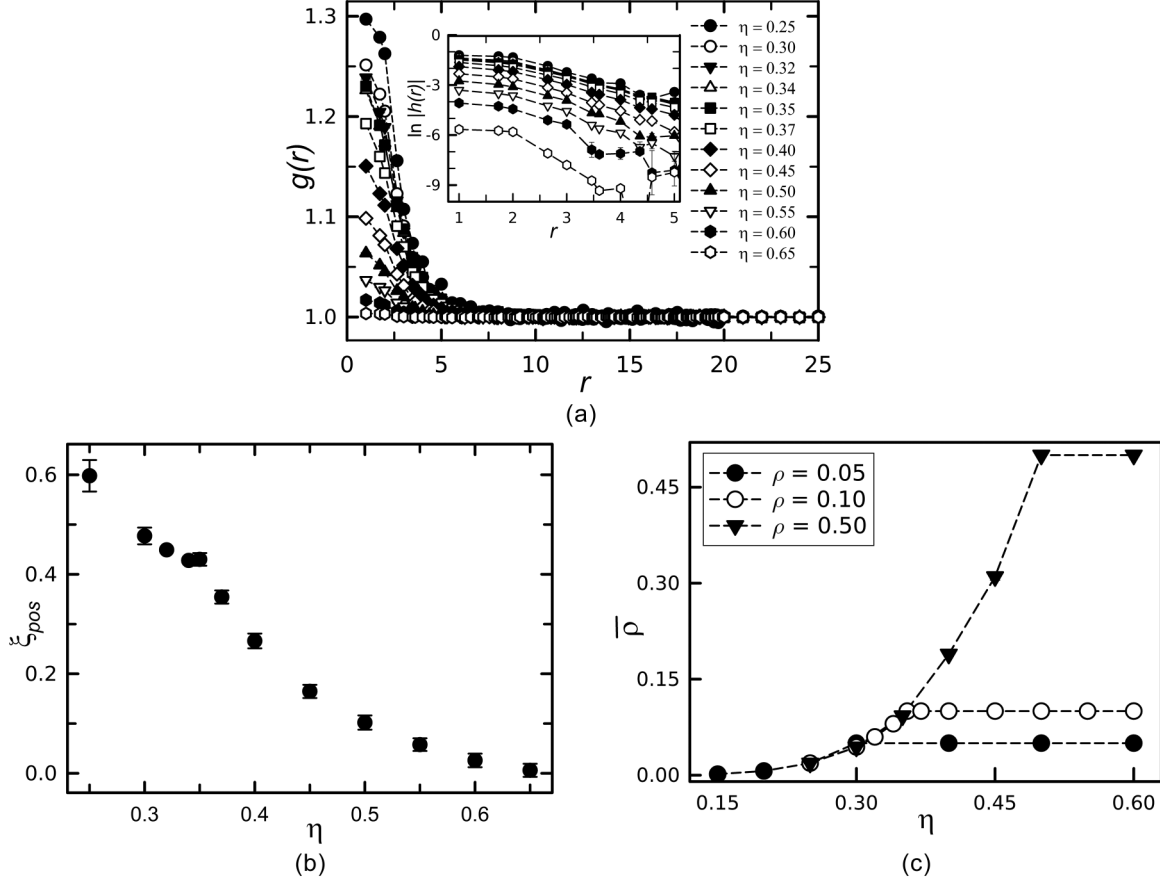 1.3
1.2
1.1
1.0
g(r)
0
5
10
15
20
25
r
0
-3
-6
-9
ln |h(r)|
1
2
3
4
5
r
η = 0.25
η = 0.30
η = 0.32
η = 0.34
η = 0.35
η = 0.37
η = 0.40
η = 0.45
η = 0.50
η = 0.55
η = 0.60
η = 0.65
(a)
0.6
0.4
0.2
0.0
ξpos
0.3
0.4
0.5
0.6
η
(b)
0.45
0.30
0.15
0.00
ρ̅
ρ = 0.05
ρ = 0.10
ρ = 0.50
0.15
0.30
0.45
0.60
η
(c)